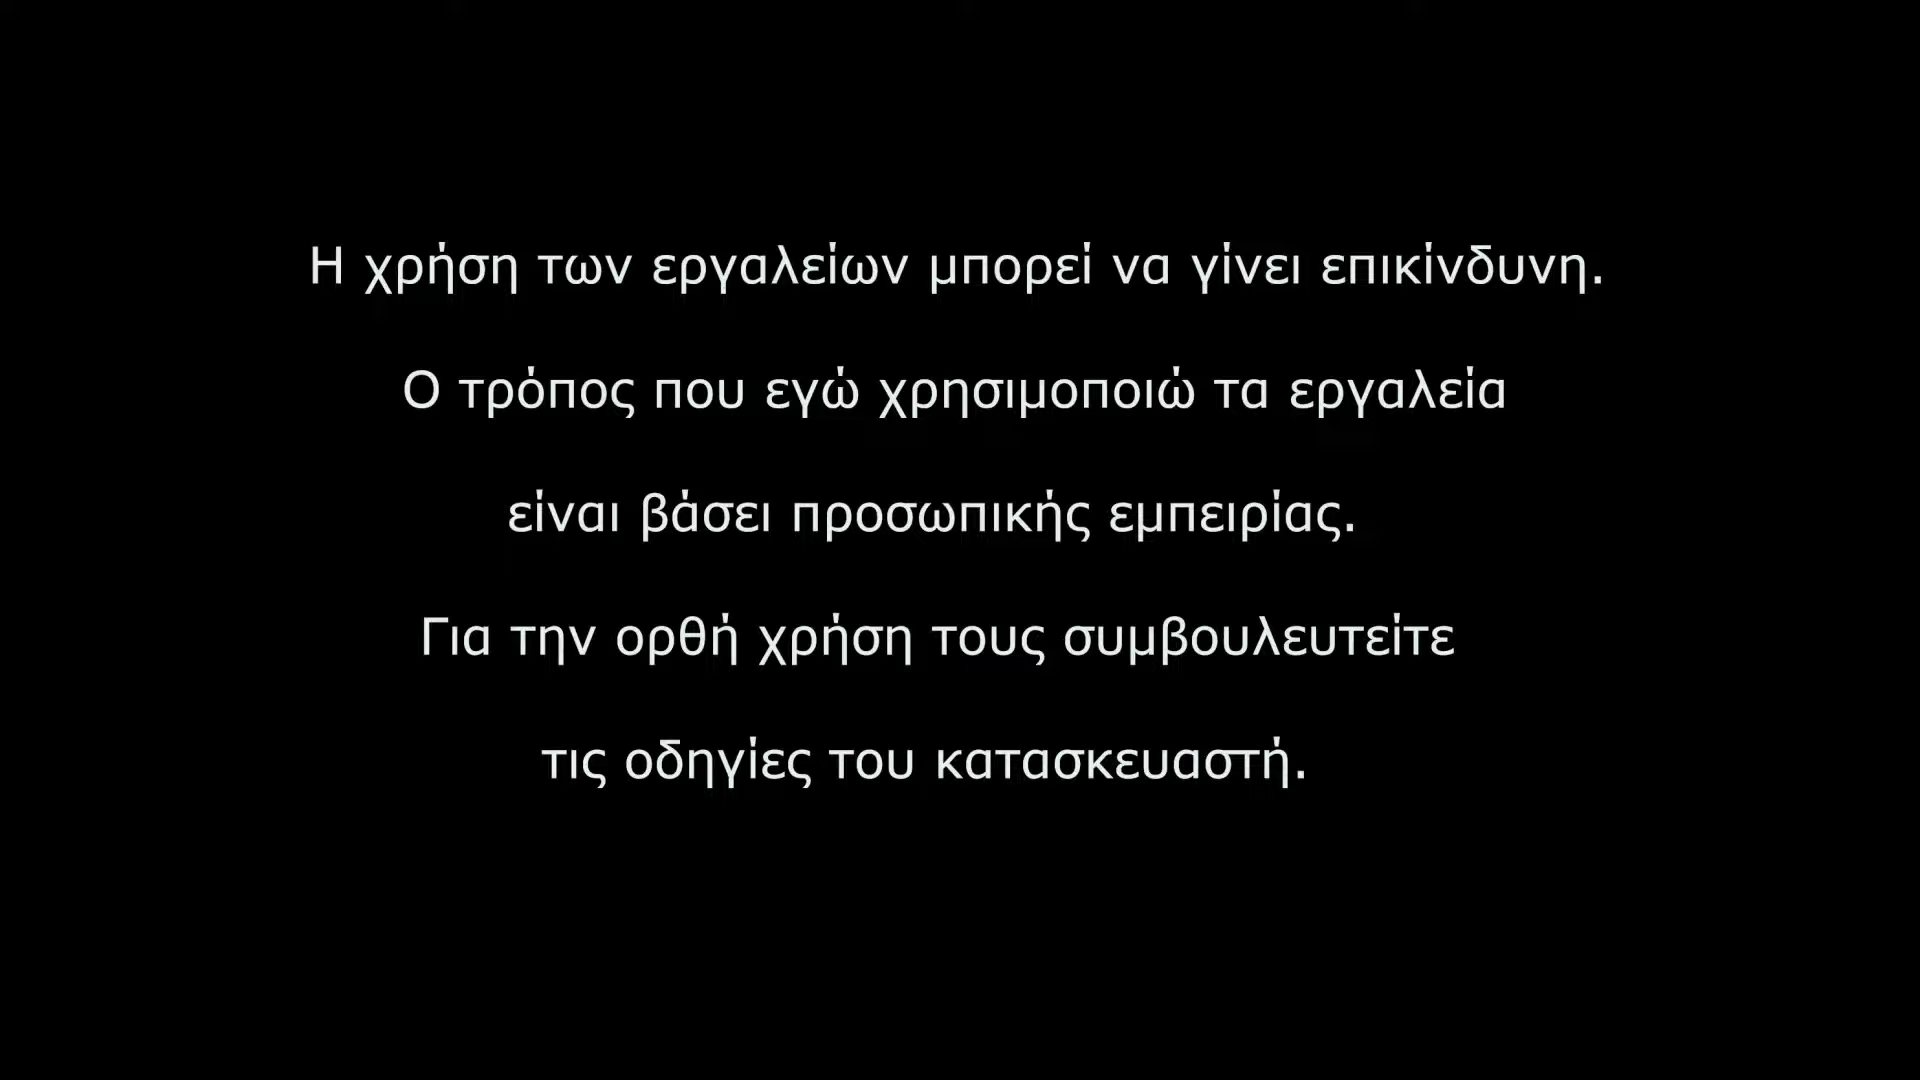 Η χρήση των εργαλείων μπορεί να γίνει επικίνδυνη.
Ο τρόπος που εγώ χρησιμοποιώ τα εργαλεία
είναι βάσει προσωπικής εμπειρίας.
Για την ορθή χρήση τους συμβουλευτείτε
τις οδηγίες του κατασκευαστή.